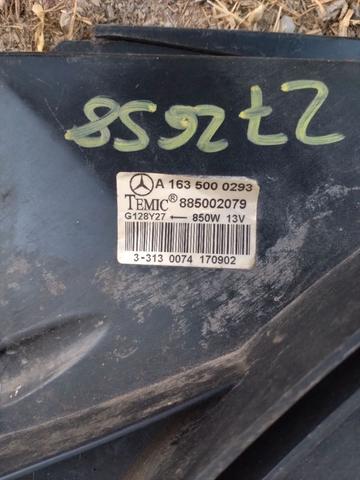 A 163 500 0293
TEMIC® 885002079
G128Y27 ← 850W 13V
3-313 0074 170902